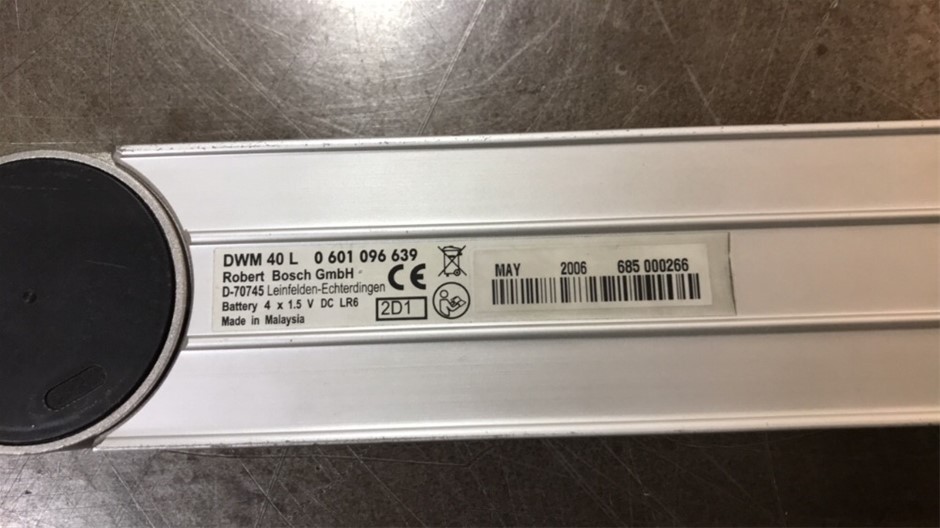 DWM 40 L 0 601 096 639
Robert Bosch GmbH
D-70745 Leinfelden-Echterdingen
Battery 4 x 1.5 V DC LR6
Made in Malaysia
CE
2D1
MAY 2006 685 000266